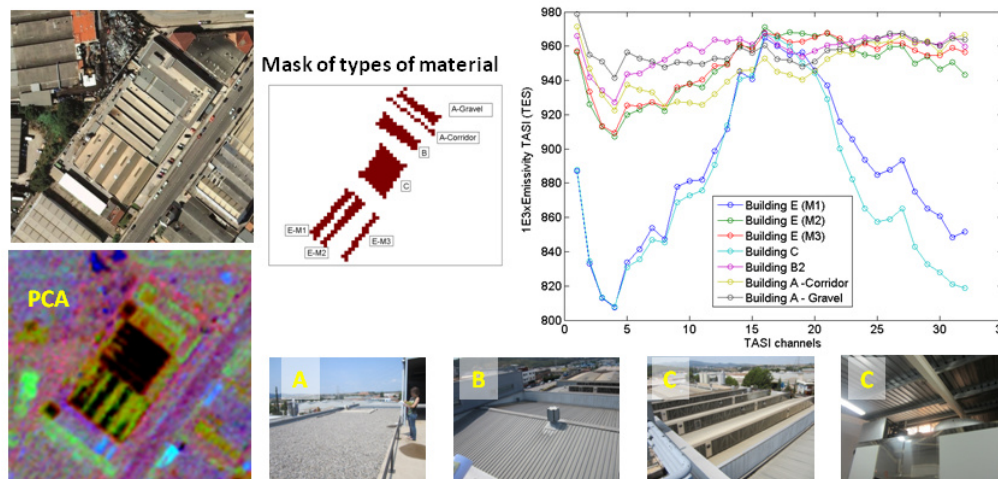 Mask of types of material
A-Gravel
A-Corridor
B
C
E-M1
E-M2
E-M3
PCA
1E3xEmissivity TASI (TES)
980
960
940
920
900
880
860
840
820
800
0
5
10
15
20
25
30
35
TASI channels
Building E (M1)
Building E (M2)
Building E (M3)
Building C
Building B2
Building A -Corridor
Building A - Gravel
A
B
C
C